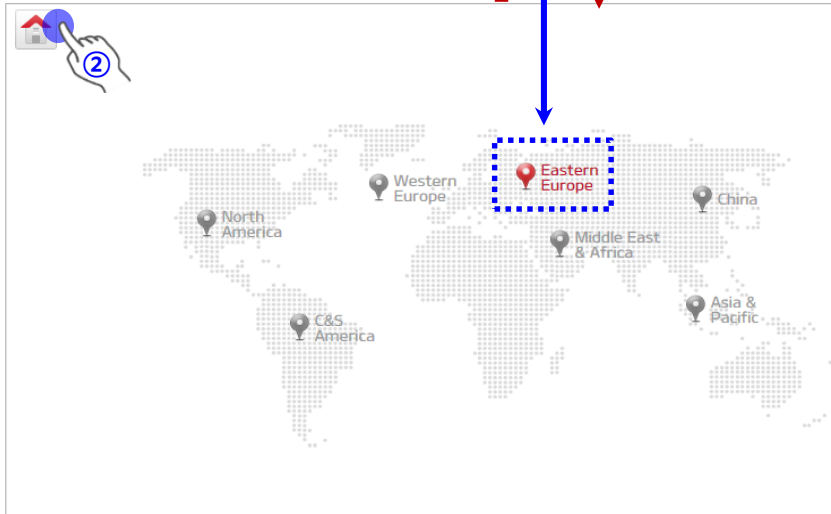 ②
Eastern
Europe
Western
Europe
China
North
America
Middle East
& Africa
Asia &
Pacific
C&S
America